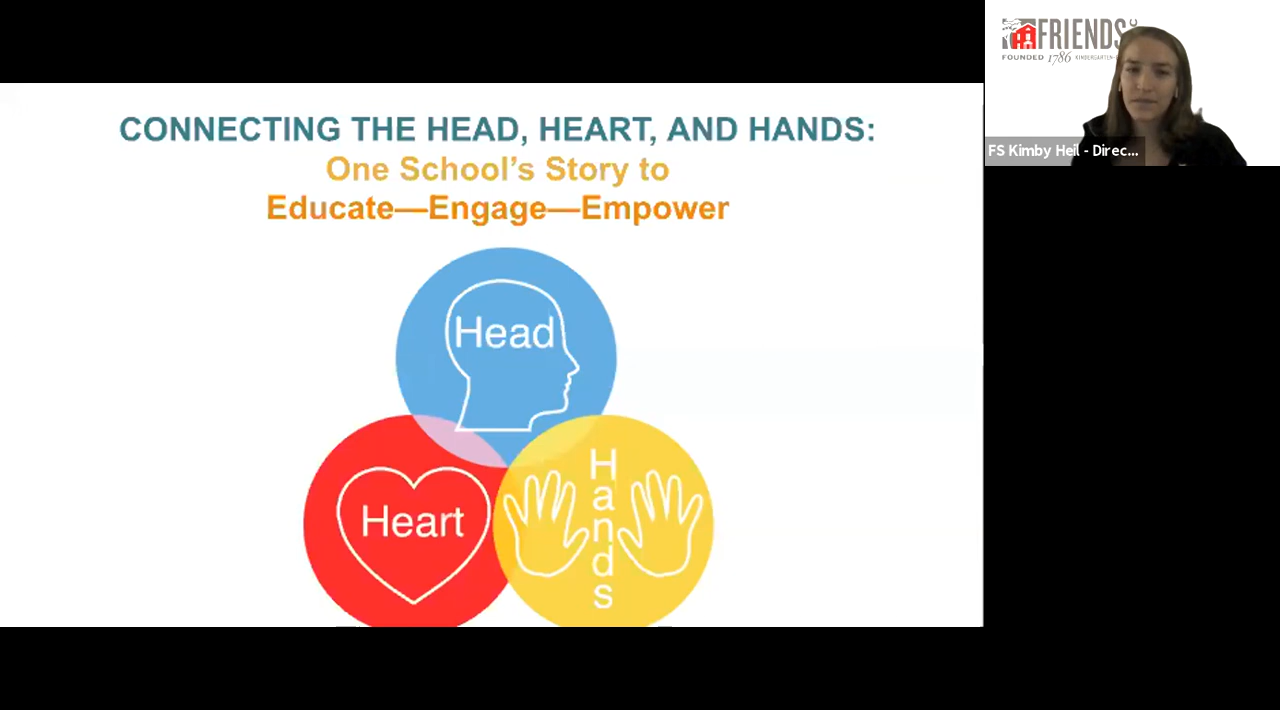 CONNECTING THE HEAD, HEART, AND HANDS:
One School's Story to
Educate—Engage—Empower
Head
Heart
Hands
FRIENDS
FOUNDED 1786
FS Kimby Heil - Direc...